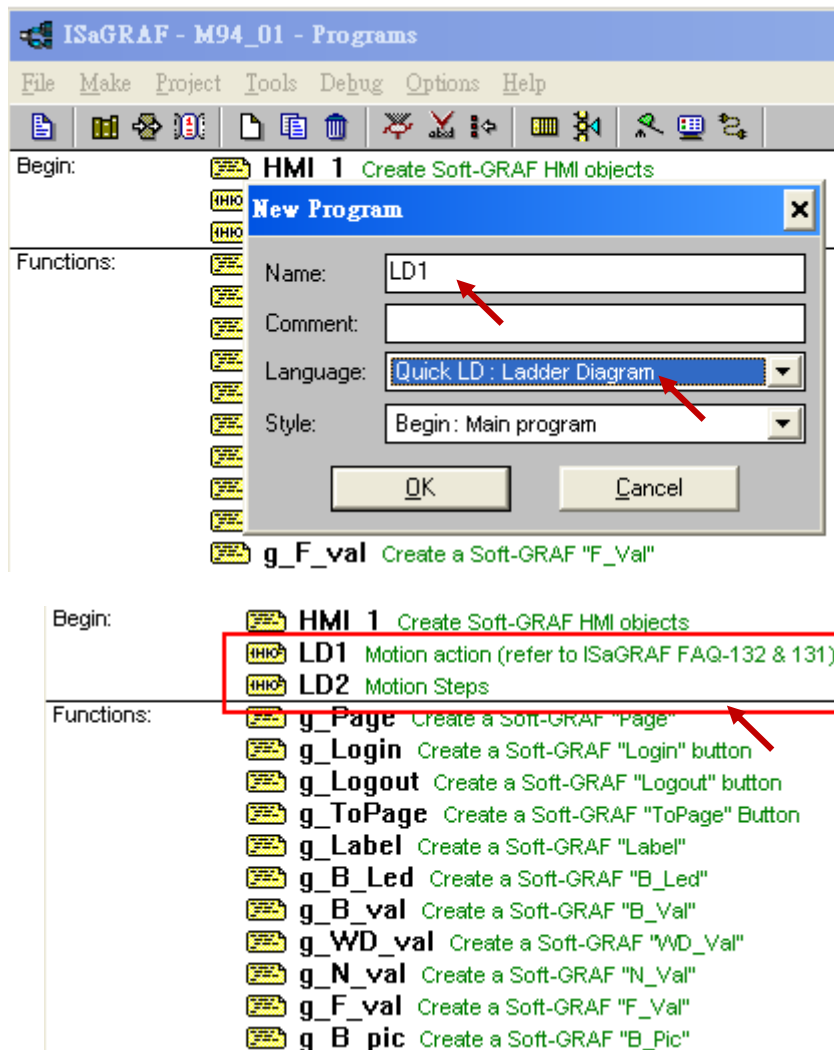 ISaGRAF - M94_01 - Programs
File Make Project Tools Debug Options Help
Begin:
HMI_1 Create Soft-GRAF HMI objects
New Program
Functions:
Name: LD1
Comment:
Language: Quick LD : Ladder Diagram
Style: Begin : Main program
OK Cancel
g_F_val Create a Soft-GRAF "F_Val"
Begin:
HMI_1 Create Soft-GRAF HMI objects
LD1 Motion action (refer to ISaGRAF FAQ-132 & 131)
LD2 Motion Steps
Functions:
g_Page Create a Soft-GRAF "Page"
g_Login Create a Soft-GRAF "Login" button
g_Logout Create a Soft-GRAF "Logout" button
g_ToPage Create a Soft-GRAF "ToPage" Button
g_Label Create a Soft-GRAF "Label"
g_B_Led Create a Soft-GRAF "B_Led"
g_B_val Create a Soft-GRAF "B_Val"
g_WD_val Create a Soft-GRAF "WD_Val"
g_N_val Create a Soft-GRAF "N_Val"
g_F_val Create a Soft-GRAF "F_Val"
g_B_pic Create a Soft-GRAF "B_Pic"